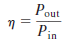 η = P_out / P_in